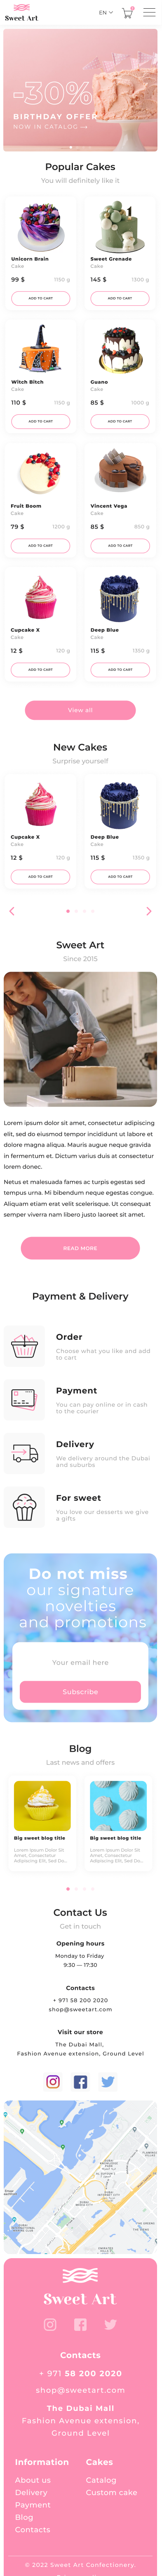 Sweet Art
EN
-30%
BIRTHDAY OFFER
NOW IN CATALOG
Popular Cakes
You will definitely like it
Unicorn Brain
Cake
99 $ 1150 g
ADD TO CART
Sweet Grenade
Cake
145 $ 1300 g
ADD TO CART
Witch Bitch
Cake
110 $ 1150 g
ADD TO CART
Guano
Cake
85 $ 1000 g
ADD TO CART
Fruit Boom
Cake
79 $ 1200 g
ADD TO CART
Vincent Vega
Cake
85 $ 850 g
ADD TO CART
Cupcake X
Cake
12 $ 120 g
ADD TO CART
Deep Blue
Cake
115 $ 1350 g
ADD TO CART
View all
New Cakes
Surprise yourself
Cupcake X
Cake
12 $ 120 g
ADD TO CART
Deep Blue
Cake
115 $ 1350 g
ADD TO CART
Sweet Art
Since 2015
Lorem ipsum dolor sit amet, consectetur adipiscing
elit, sed do eiusmod tempor incididunt ut labore et
dolore magna aliqua. Mauris augue neque gravida
in fermentum et. Dictum varius duis at consectetur
lorem donec.
Netus et malesuada fames ac turpis egestas sed
tempus urna. Mi bibendum neque egestas congue.
Aliquam etiam erat velit scelerisque. Ut consequat
semper viverra nam libero justo laoreet sit amet.
READ MORE
Payment & Delivery
Order
Choose what you like and add
to cart
Payment
You can pay online or in cash
to the courier
Delivery
We delivery around the Dubai
and suburbs
For sweet
You love our desserts we give
a gifts
Do not miss
our signature
novelties
and promotions
Your email here
Subscribe
Blog
Last news and offers
Big sweet blog title
Lorem Ipsum Dolor Sit
Amet, Consectetur
Adipiscing Elit, Sed Do...
Big sweet blog title
Lorem Ipsum Dolor Sit
Amet, Consectetur
Adipiscing Elit, Sed Do...
Contact Us
Get in touch
Opening hours
Monday to Friday
9:30 — 17:30
Contacts
+ 971 58 200 2020
shop@sweetart.com
Visit our store
The Dubai Mall,
Fashion Avenue extension, Ground Level
Sweet Art
Contacts
+ 971 58 200 2020
shop@sweetart.com
The Dubai Mall
Fashion Avenue extension,
Ground Level
Information
About us
Delivery
Payment
Blog
Contacts
Cakes
Catalog
Custom cake
© 2022 Sweet Art Confectionery.